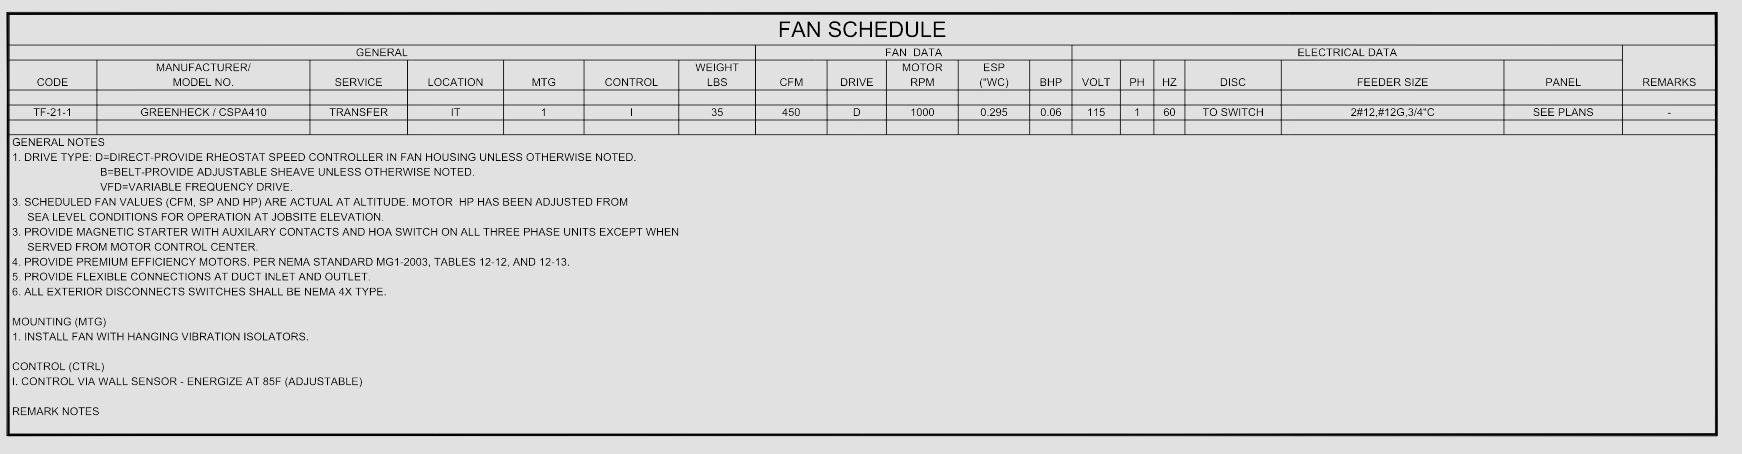 FAN SCHEDULE
GENERAL FAN DATA ELECTRICAL DATA
MANUFACTURER/ WEIGHT MOTOR ESP
CODE MODEL NO. SERVICE LOCATION MTG CONTROL LBS CFM DRIVE RPM ("WC) BHP VOLT PH HZ DISC FEEDER SIZE PANEL REMARKS
TF-21-1 GREENHECK / CSPA410 TRANSFER IT 1 I 35 450 D 1000 0.295 0.06 115 1 60 TO SWITCH 2#12,#12G,3/4"C SEE PLANS -
GENERAL NOTES
1. DRIVE TYPE: D=DIRECT-PROVIDE RHEOSTAT SPEED CONTROLLER IN FAN HOUSING UNLESS OTHERWISE NOTED.
B=BELT-PROVIDE ADJUSTABLE SHEAVE UNLESS OTHERWISE NOTED.
VFD=VARIABLE FREQUENCY DRIVE.
3. SCHEDULED FAN VALUES (CFM, SP AND HP) ARE ACTUAL AT ALTITUDE. MOTOR HP HAS BEEN ADJUSTED FROM
SEA LEVEL CONDITIONS FOR OPERATION AT JOBSITE ELEVATION.
3. PROVIDE MAGNETIC STARTER WITH AUXILARY CONTACTS AND HOA SWITCH ON ALL THREE PHASE UNITS EXCEPT WHEN
SERVED FROM MOTOR CONTROL CENTER.
4. PROVIDE PREMIUM EFFICIENCY MOTORS. PER NEMA STANDARD MG1-2003, TABLES 12-12, AND 12-13.
5. PROVIDE FLEXIBLE CONNECTIONS AT DUCT INLET AND OUTLET.
6. ALL EXTERIOR DISCONNECTS SWITCHES SHALL BE NEMA 4X TYPE.
MOUNTING (MTG)
1. INSTALL FAN WITH HANGING VIBRATION ISOLATORS.
CONTROL (CTRL)
I. CONTROL VIA WALL SENSOR - ENERGIZE AT 85F (ADJUSTABLE)
REMARK NOTES